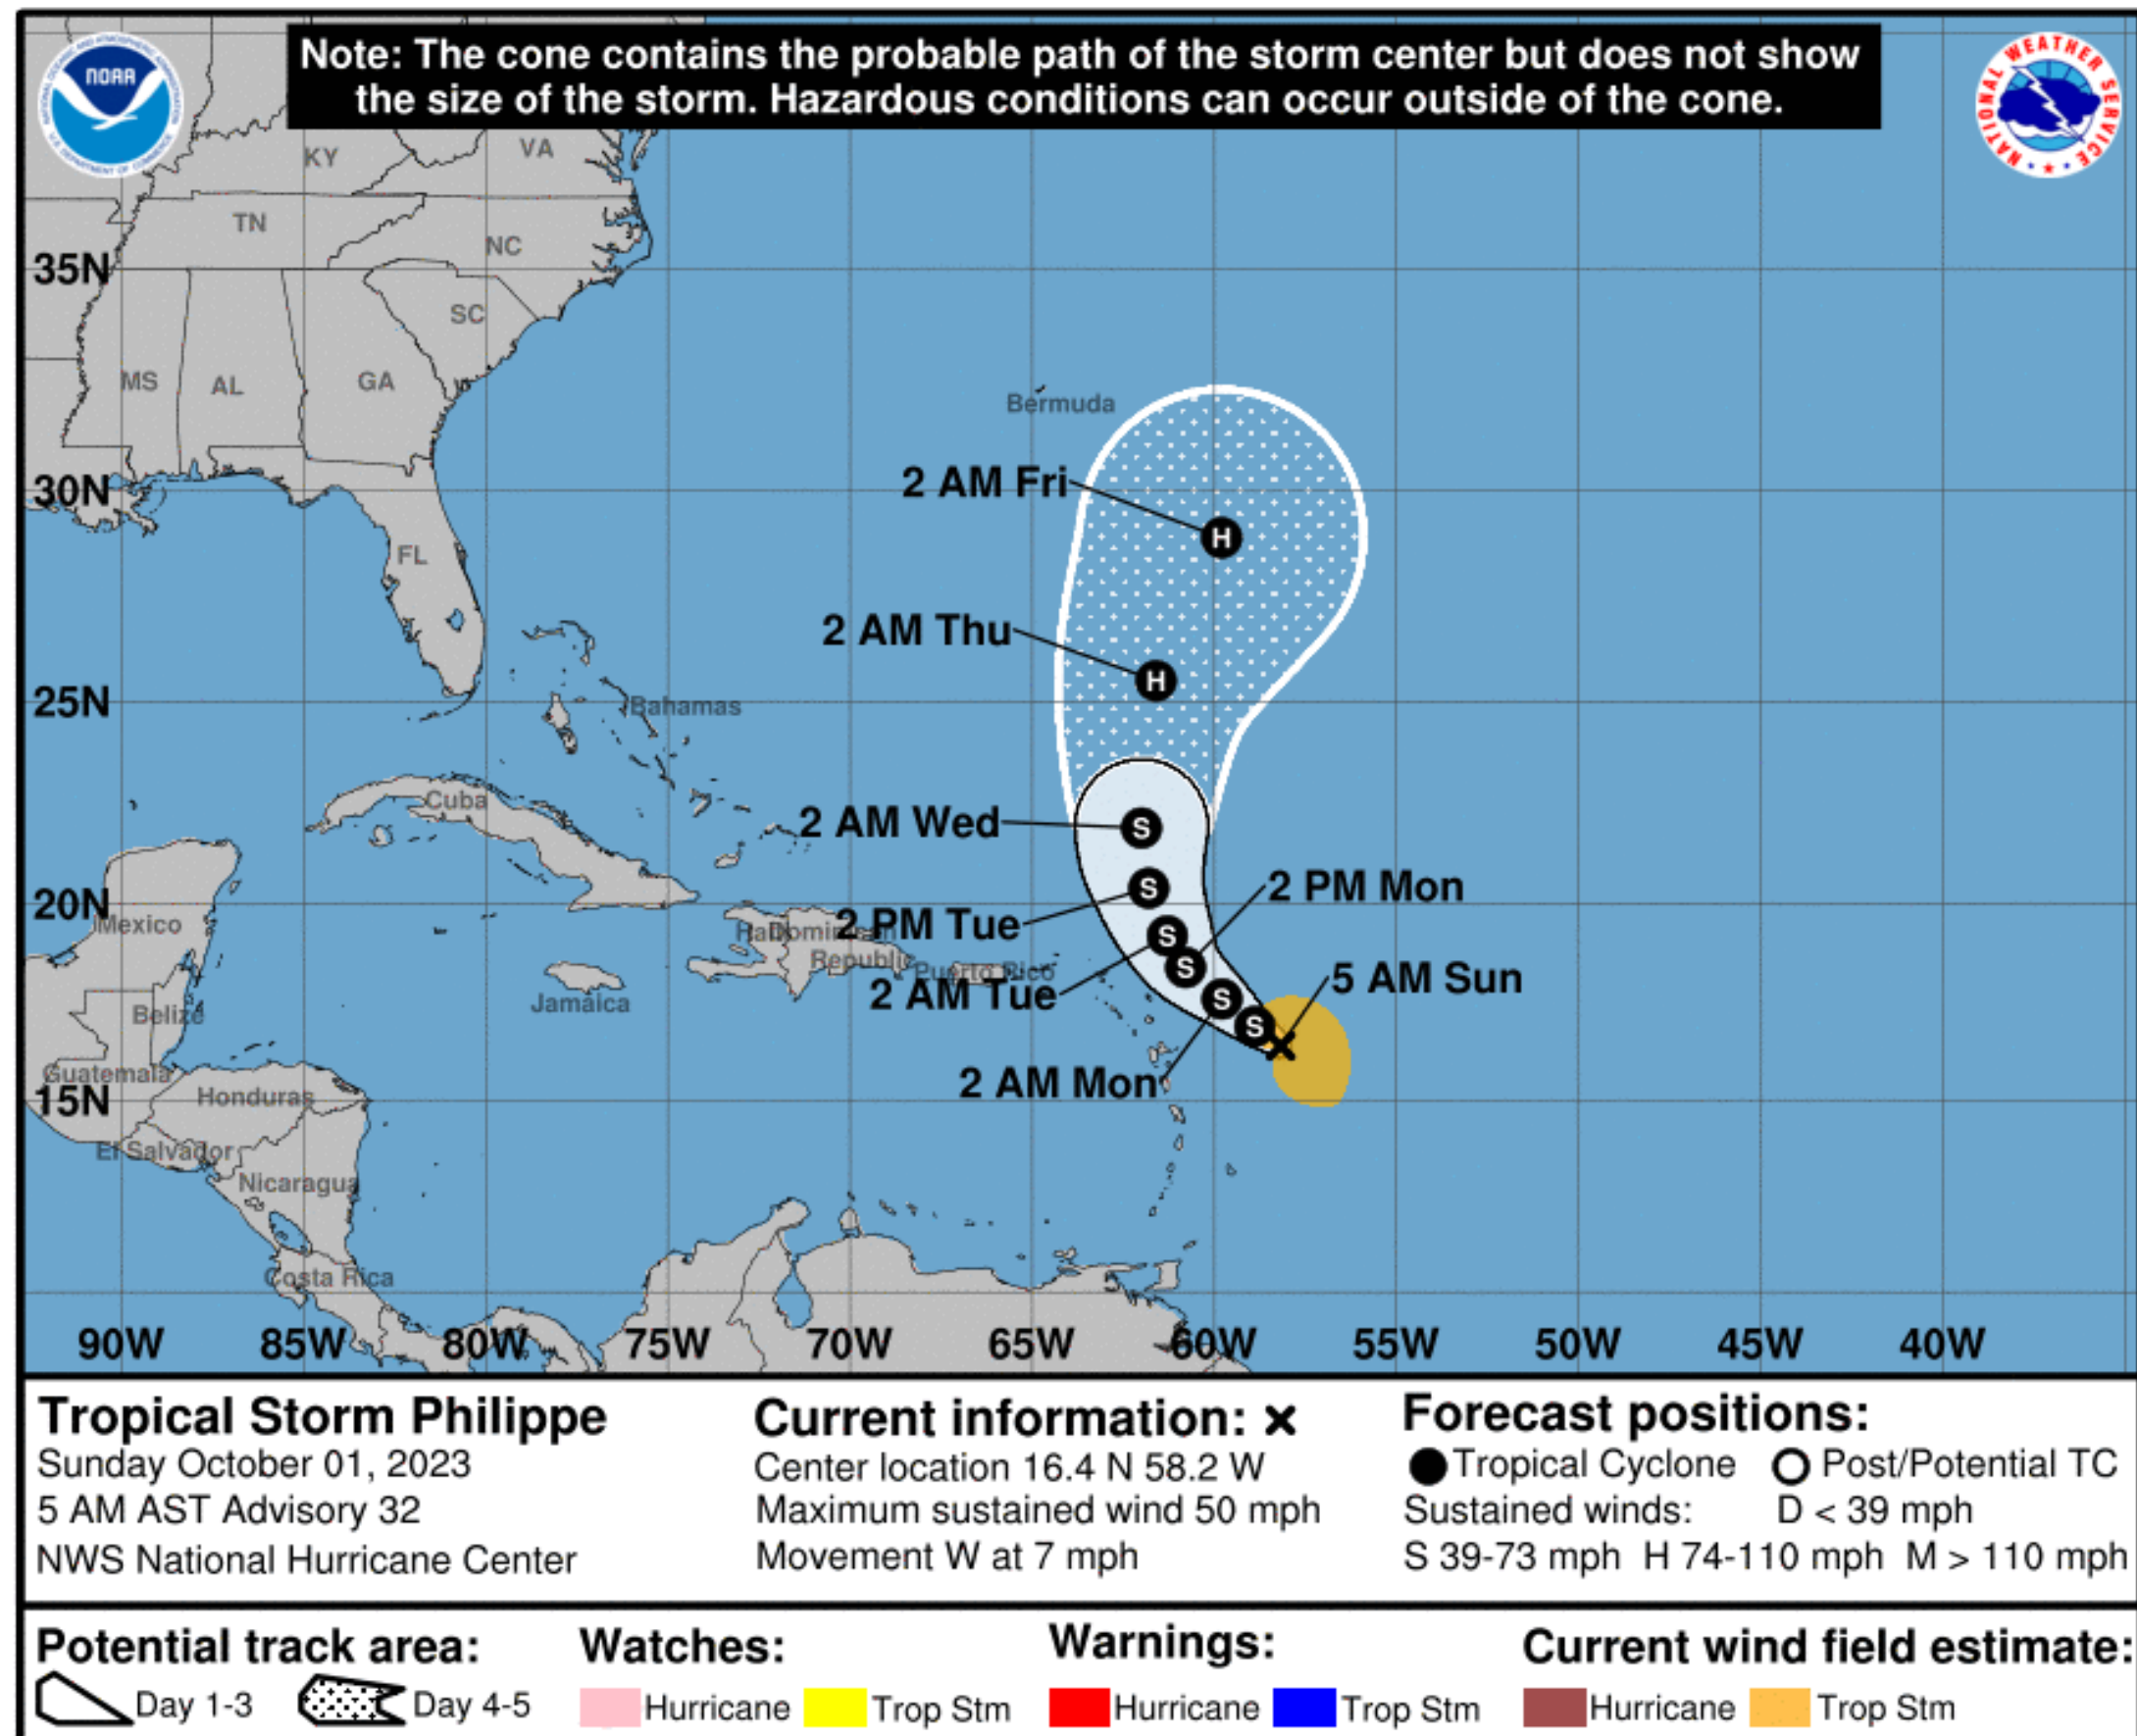 Note: The cone contains the probable path of the storm center but does not show
the size of the storm. Hazardous conditions can occur outside of the cone.
NOAA
NATIONAL WEATHER SERVICE
KY
VA
TN
NC
35N
SC
MS
AL
GA
Bermuda
2 AM Fri
30N
H
FL
2 AM Thu
H
25N
Bahamas
Cuba
2 AM Wed
S
S
2 PM Mon
20N
Mexico
2 PM Tue
S
Dominican
Republic
Puerto Rico
S
5 AM Sun
2 AM Tue
Jamaica
S
Belize
S
Guatemala
2 AM Mon
15N
Honduras
El Salvador
Nicaragua
Costa Rica
90W 85W 80W 75W 70W 65W 60W 55W 50W 45W 40W
Tropical Storm Philippe
Sunday October 01, 2023
5 AM AST Advisory 32
NWS National Hurricane Center
Current information: x
Center location 16.4 N 58.2 W
Maximum sustained wind 50 mph
Movement W at 7 mph
Forecast positions:
Tropical Cyclone Post/Potential TC
Sustained winds: D < 39 mph
S 39-73 mph H 74-110 mph M > 110 mph
Potential track area:
Day 1-3 Day 4-5
Watches:
Hurricane Trop Stm
Warnings:
Hurricane Trop Stm
Current wind field estimate:
Hurricane Trop Stm